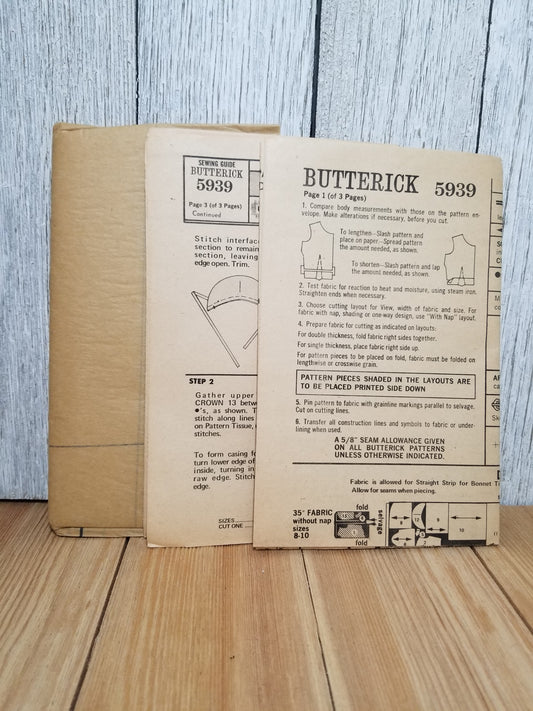 SEWING GUIDE
BUTTERICK
5939
Page 3 (of 3 Pages)
Continued
Stitch interfac
section to remain
section, leaving
edge open. Trim.
STEP 2
Gather upper
CROWN 13 betw
●'s, as shown. T
stitch along lines
on Pattern Tissue,
stitches.
To form casing fo
turn lower edge of
inside, turning in
raw edge. Stitch
edge.
SIZES
CUT ONE
BUTTERICK 5939
Page 1 (of 3 Pages)
1. Compare body measurements with those on the pattern en-
velope. Make alterations if necessary, before you cut.
To lengthen—Slash pattern and
place on paper—Spread pattern
the amount needed, as shown.
To shorten—Slash pattern and lap
the amount needed, as shown.
2. Test fabric for reaction to heat and moisture, using steam iron.
Straighten ends when necessary.
3. Choose cutting layout for View, width of fabric and size. For
fabric with nap, shading or one-way design, use "With Nap" layout.
4. Prepare fabric for cutting as indicated on layouts:
For double thickness, fold fabric right sides together.
For single thickness, place fabric right side up.
For pattern pieces to be placed on fold, fabric must be folded on
lengthwise or crosswise grain.
PATTERN PIECES SHADED IN THE LAYOUTS ARE
TO BE PLACED PRINTED SIDE DOWN
5. Pin pattern to fabric with grainline markings parallel to selvage.
Cut on cutting lines.
6. Transfer all construction lines and symbols to fabric or under-
lining when used.
A 5/8" SEAM ALLOWANCE GIVEN
ON ALL BUTTERICK PATTERNS
UNLESS OTHERWISE INDICATED.
Fabric is allowed for Straight Strip for Bonnet Ti
Allow for seams when piecing.
35" FABRIC
without nap
sizes
8-10
fold
selvage
fold